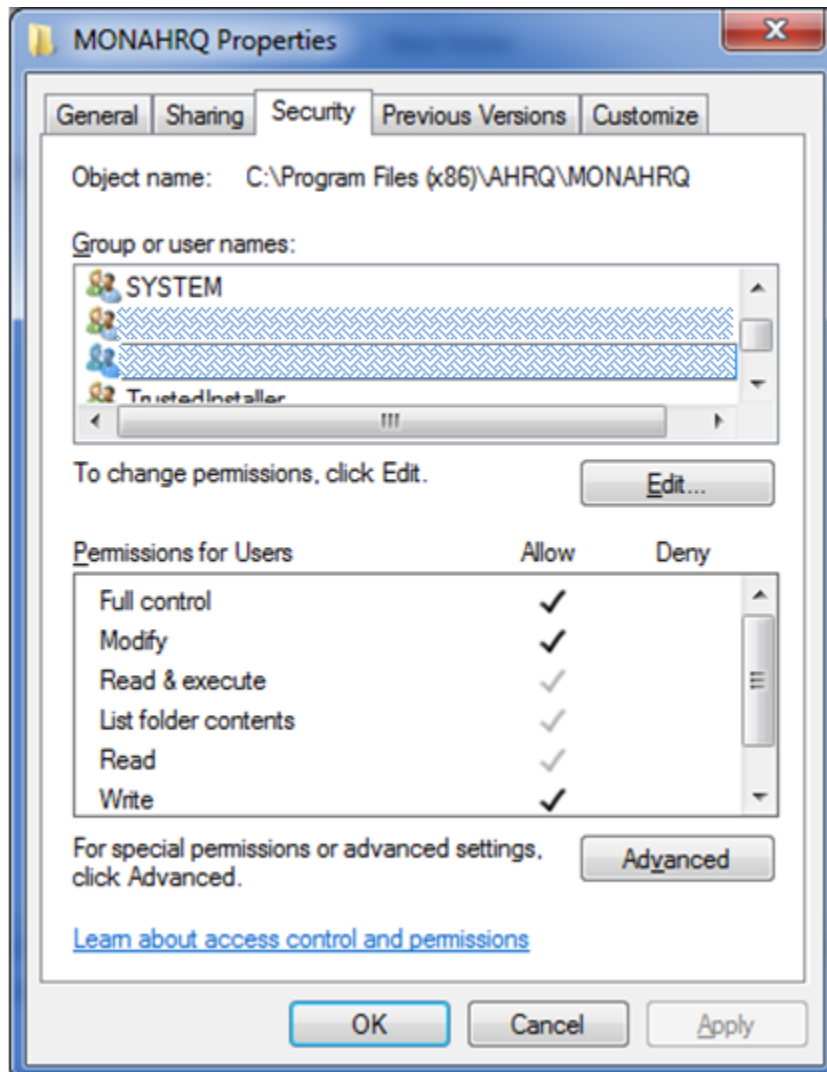 MONAHRQ Properties
General Sharing Security Previous Versions Customize
Object name: C:\Program Files (x86)\AHRQ\MONAHRQ
Group or user names:
SYSTEM
TrustedInstaller
To change permissions, click Edit.
Edit...
Permissions for Users Allow Deny
Full control
Modify
Read & execute
List folder contents
Read
Write
For special permissions or advanced settings,
click Advanced.
Advanced
Learn about access control and permissions
OK Cancel Apply